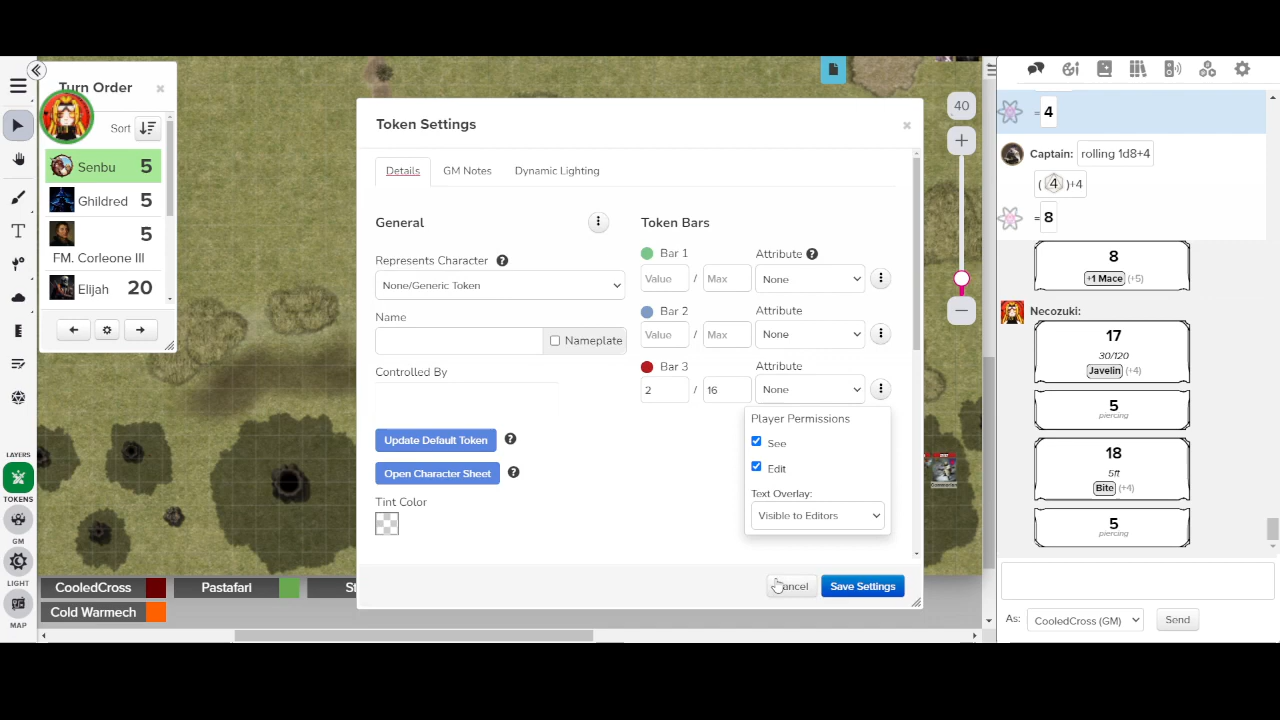 Turn Order
Sort
Senbu 5
Ghildred 5
5
FM. Corleone III
Elijah 20
LAYERS
TOKENS
GM
LIGHT
MAP
CooledCross
Pastafari
St
Cold Warmech
40
Token Settings
Details
GM Notes
Dynamic Lighting
General
Represents Character
None/Generic Token
Name
Nameplate
Controlled By
Update Default Token
Open Character Sheet
Tint Color
Token Bars
Bar 1
Attribute
Value / Max None
Bar 2
Attribute
Value / Max None
Bar 3
Attribute
2 / 16 None
Player Permissions
See
Edit
Text Overlay:
Visible to Editors
Cancel
Save Settings
= 4
Captain: rolling 1d8+4
( 4 )+4
= 8
8
+1 Mace (+5)
Necozuki:
17
30/120
Javelin (+4)
5
piercing
18
5ft
Bite (+4)
5
piercing
As: CooledCross (GM) Send